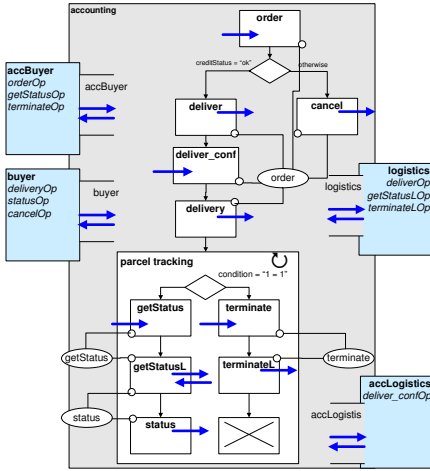 accounting
order
creditStatus = "ok"
otherwise
accBuyer
orderOp
getStatusOp
terminateOp
accBuyer
deliver
cancel
deliver_conf
order
logistics
deliverOp
getStatusLOp
terminateLOp
logistics
buyer
deliveryOp
statusOp
cancelOp
buyer
delivery
parcel tracking
condition = "1 = 1"
getStatus
terminate
getStatus
getStatusL
terminateL
terminate
status
status
accLogistics
deliver_confOp
accLogistis